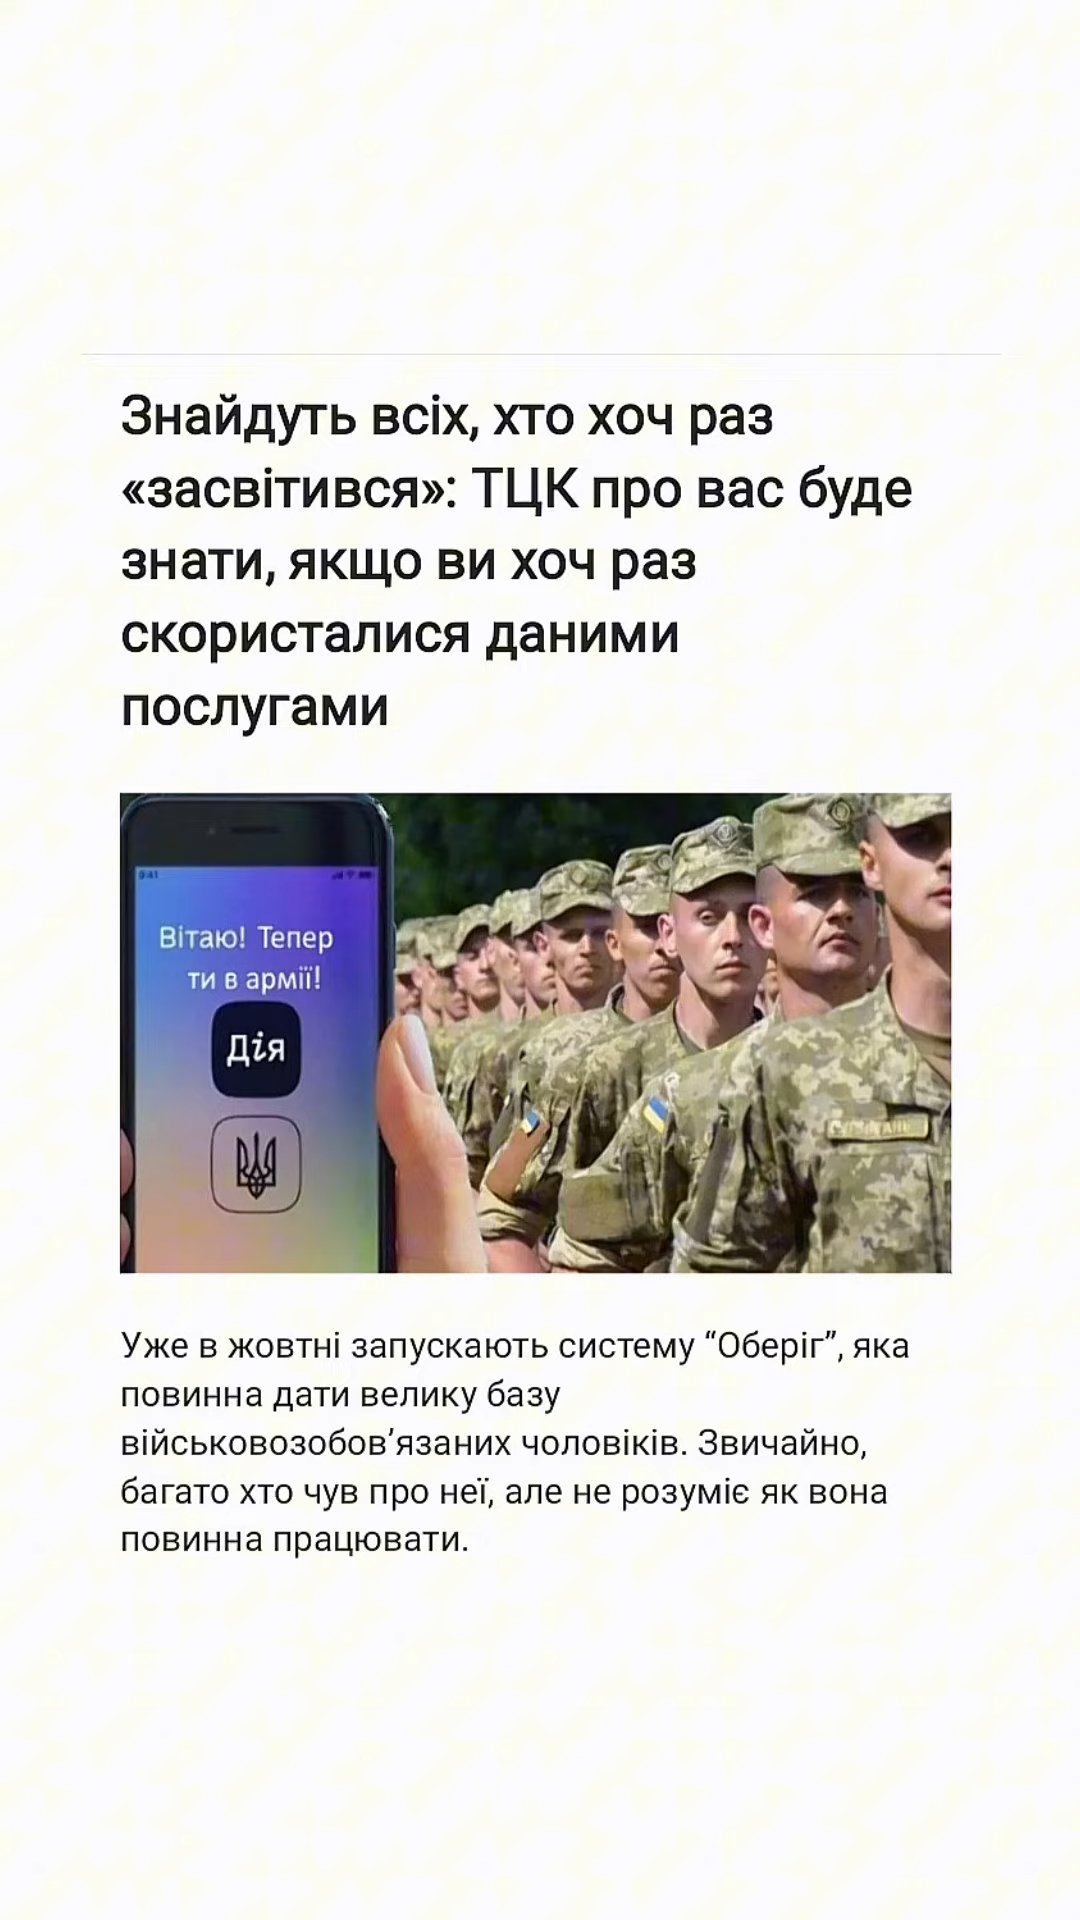 Знайдуть всіх, хто хоч раз
«засвітився»: ТЦК про вас буде
знати, якщо ви хоч раз
скористалися даними
послугами
9:41
Вітаю! Тепер
ти в армії!
Дія
Уже в жовтні запускають систему “Оберіг”, яка
повинна дати велику базу
військовозобов’язаних чоловіків. Звичайно,
багато хто чув про неї, але не розуміє як вона
повинна працювати.